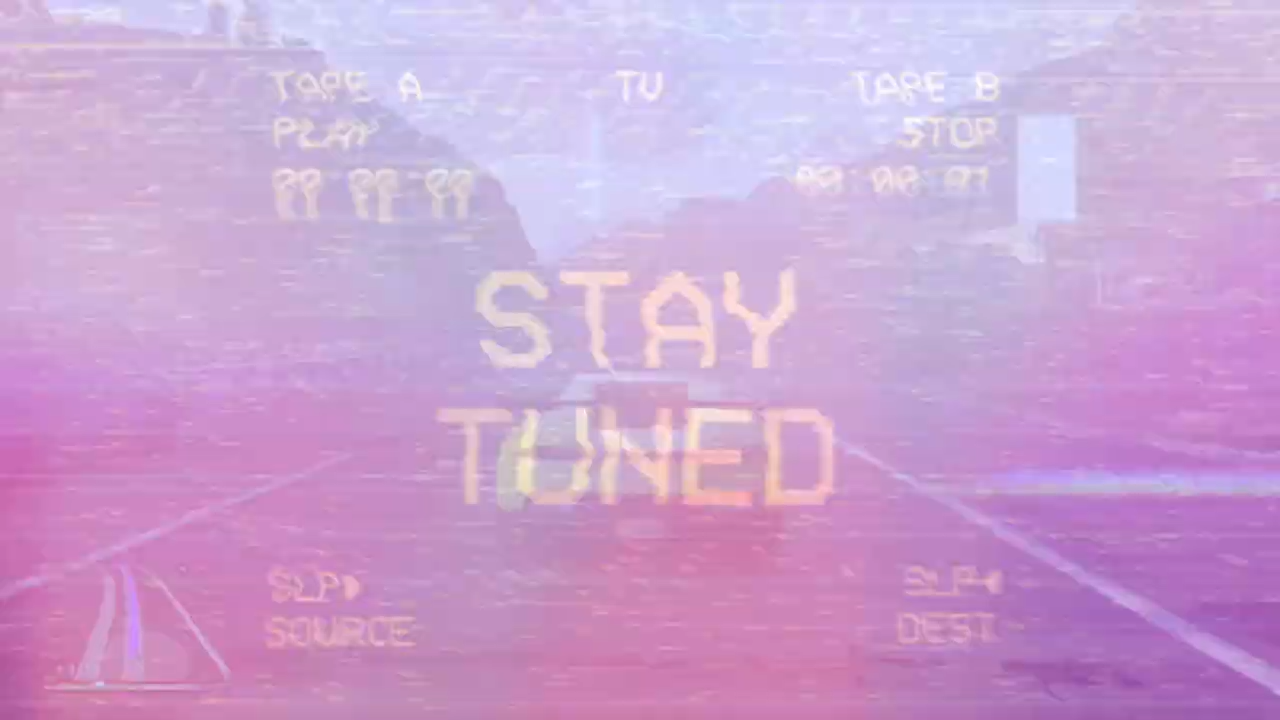 TAPE A TV TAPE B
PLAY STOP
STAY
TUNED
SLP SLP
SOURCE DEST